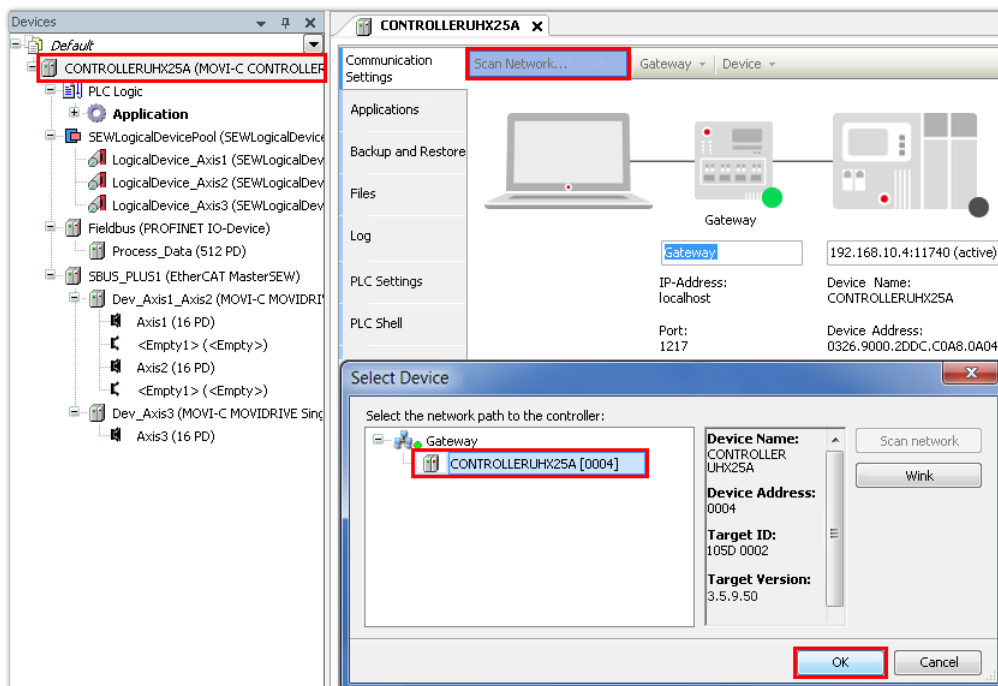 Devices
Default
CONTROLLERUHX25A (MOVI-C CONTROLLER
PLC Logic
Application
SEWLogicalDevicePool (SEWLogicalDevice
LogicalDevice_Axis1 (SEWLogicalDev
LogicalDevice_Axis2 (SEWLogicalDev
LogicalDevice_Axis3 (SEWLogicalDev
Fieldbus (PROFINET IO-Device)
Process_Data (512 PD)
SBUS_PLUS1 (EtherCAT MasterSEW)
Dev_Axis1_Axis2 (MOVI-C MOVIDRI
Axis1 (16 PD)
<Empty1> (<Empty>)
Axis2 (16 PD)
<Empty1> (<Empty>)
Dev_Axis3 (MOVI-C MOVIDRIVE Sing
Axis3 (16 PD)
CONTROLLERUHX25A
Communication
Settings
Applications
Backup and Restore
Files
Log
PLC Settings
PLC Shell
Scan Network...
Gateway
Device
Gateway
Gateway
IP-Address:
localhost
Port:
1217
192.168.10.4:11740 (active)
Device Name:
CONTROLLERUHX25A
Device Address:
0326.9000.2DDC.C0A8.0A04
Select Device
Select the network path to the controller:
Gateway
CONTROLLERUHX25A [0004]
Device Name:
CONTROLLER
UHX25A
Device Address:
0004
Target ID:
105D 0002
Target Version:
3.5.9.50
Scan network
Wink
OK
Cancel